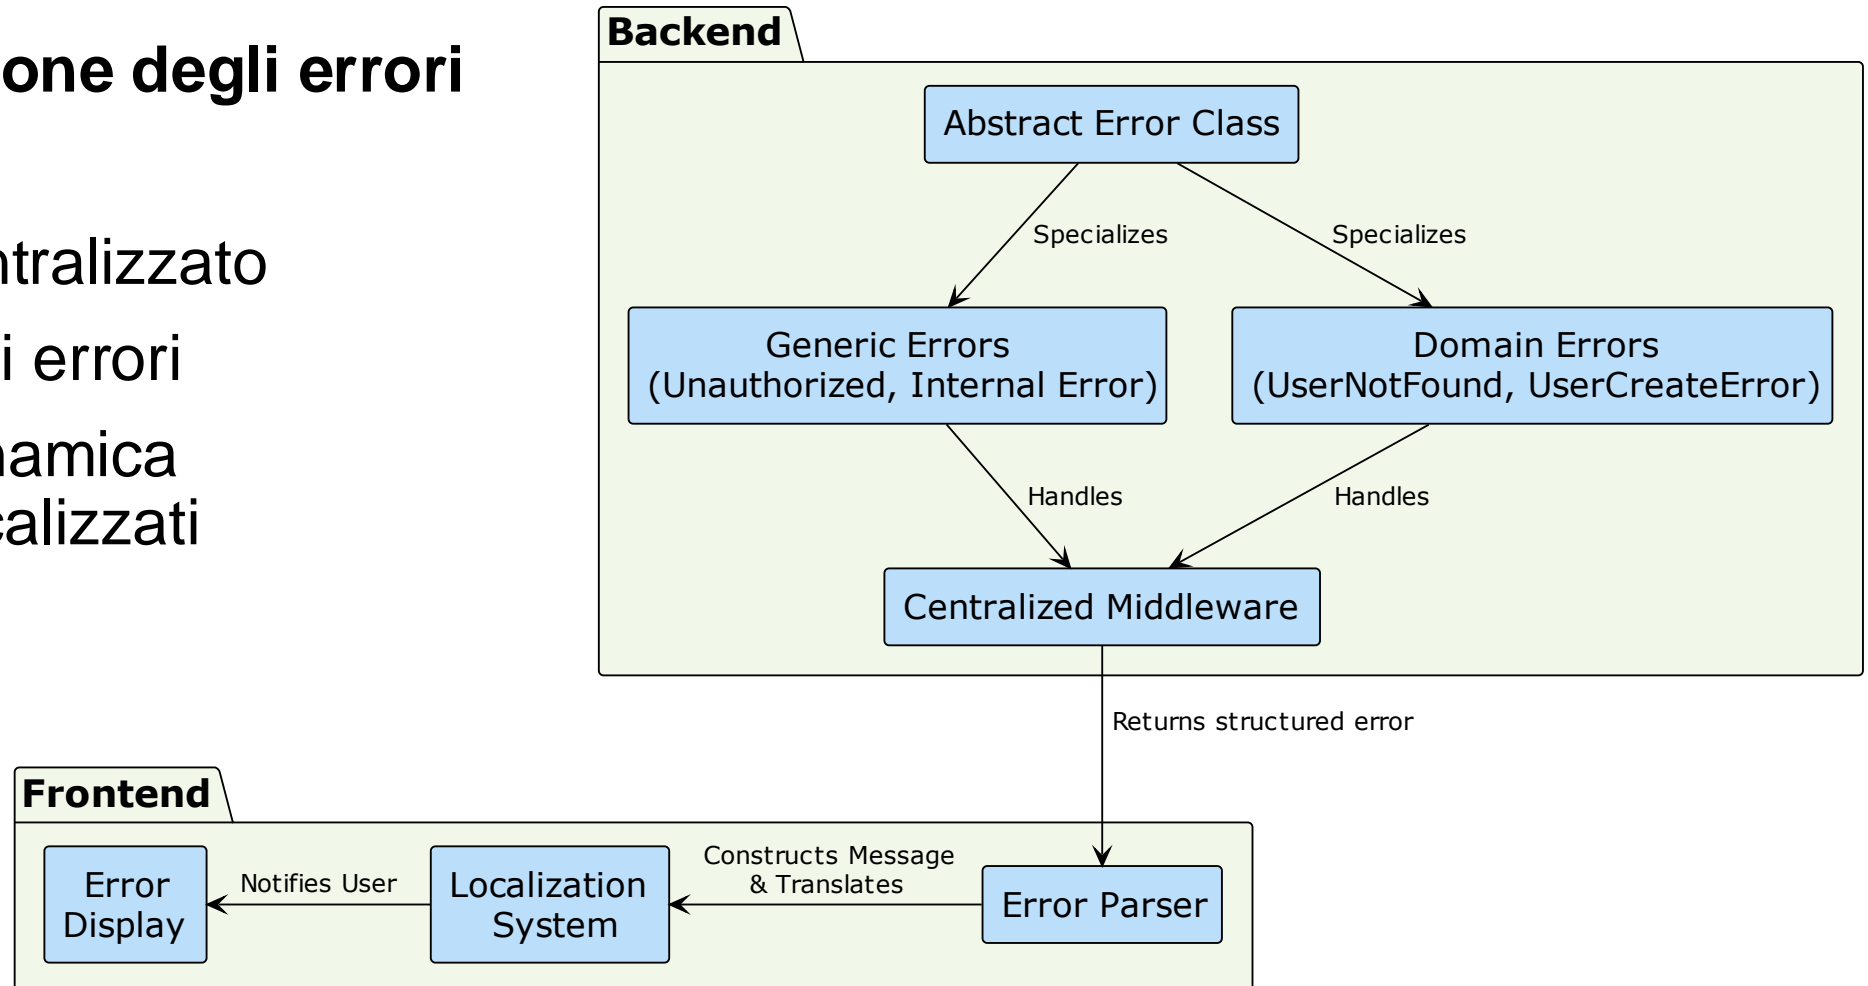 one degli errori
ntralizzato
i errori
namica
calizzati
Backend
Abstract Error Class
Specializes
Specializes
Generic Errors
(Unauthorized, Internal Error)
Domain Errors
(UserNotFound, UserCreateError)
Handles
Handles
Centralized Middleware
Returns structured error
Frontend
Error
Display
Notifies User
Localization
System
Constructs Message
& Translates
Error Parser